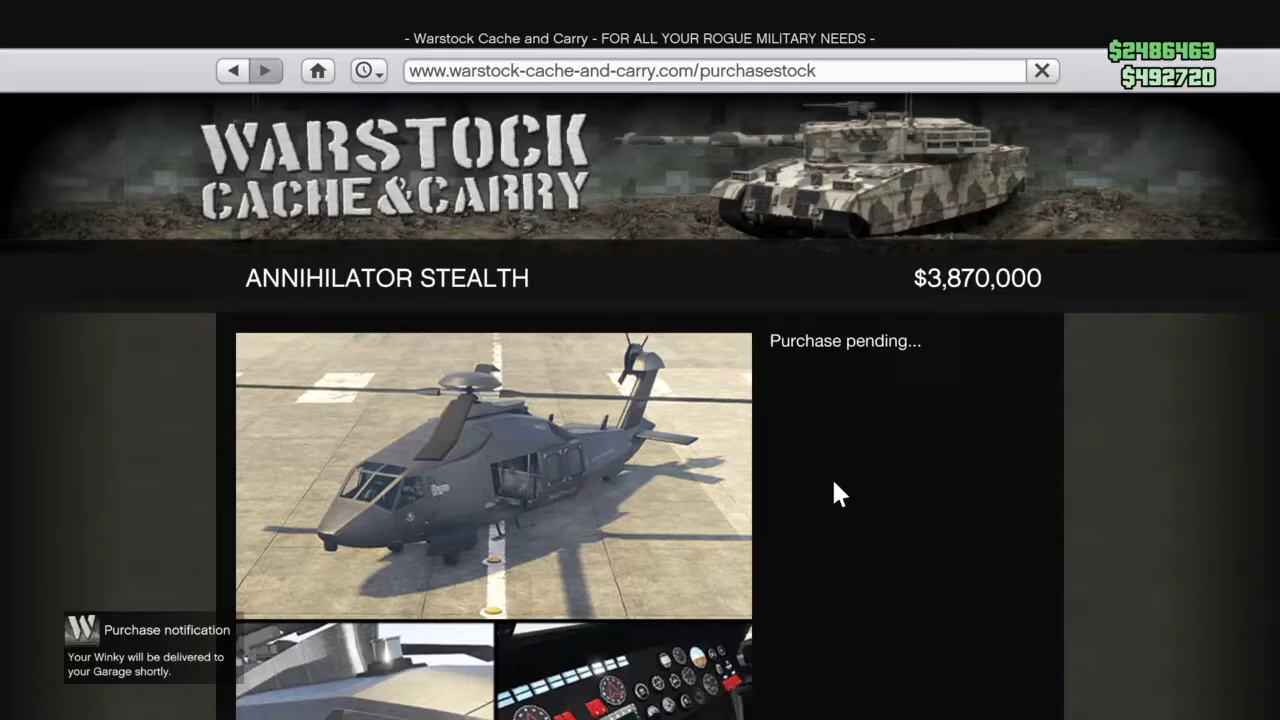 - Warstock Cache and Carry - FOR ALL YOUR ROGUE MILITARY NEEDS -
$2486463
www.warstock-cache-and-carry.com/purchasestock
$492720
WARSTOCK
CACHE&CARRY
ANNIHILATOR STEALTH
$3,870,000
Purchase pending...
W
Purchase notification
Your Winky will be delivered to
your Garage shortly.